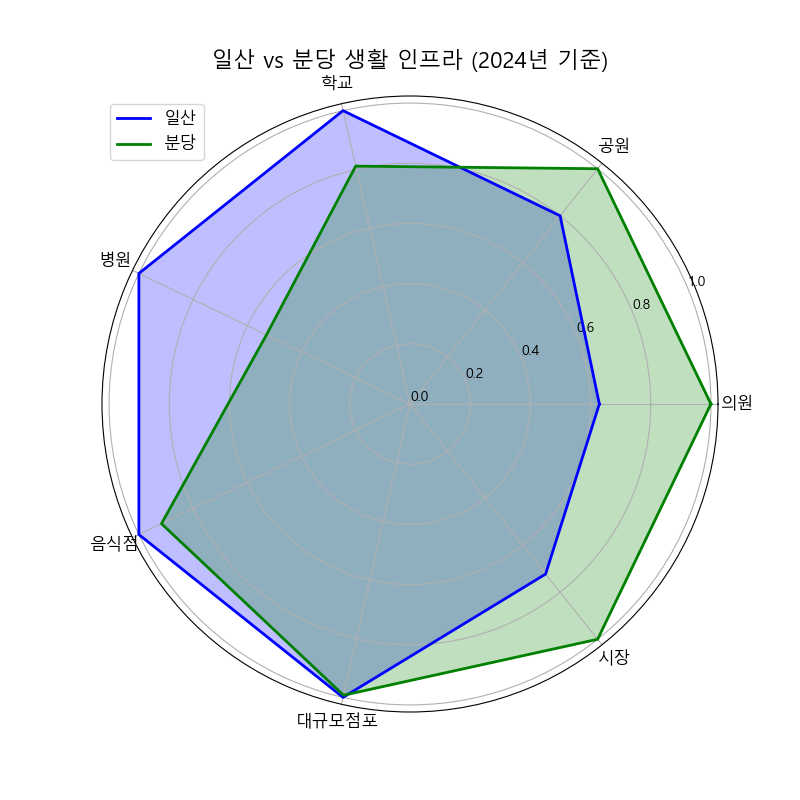 일산 vs 분당 생활 인프라 (2024년 기준)
학교
일산
분당
공원
병원
1.0
0.8
0.6
0.4
0.2
0.0
의원
음식점
시장
대규모점포